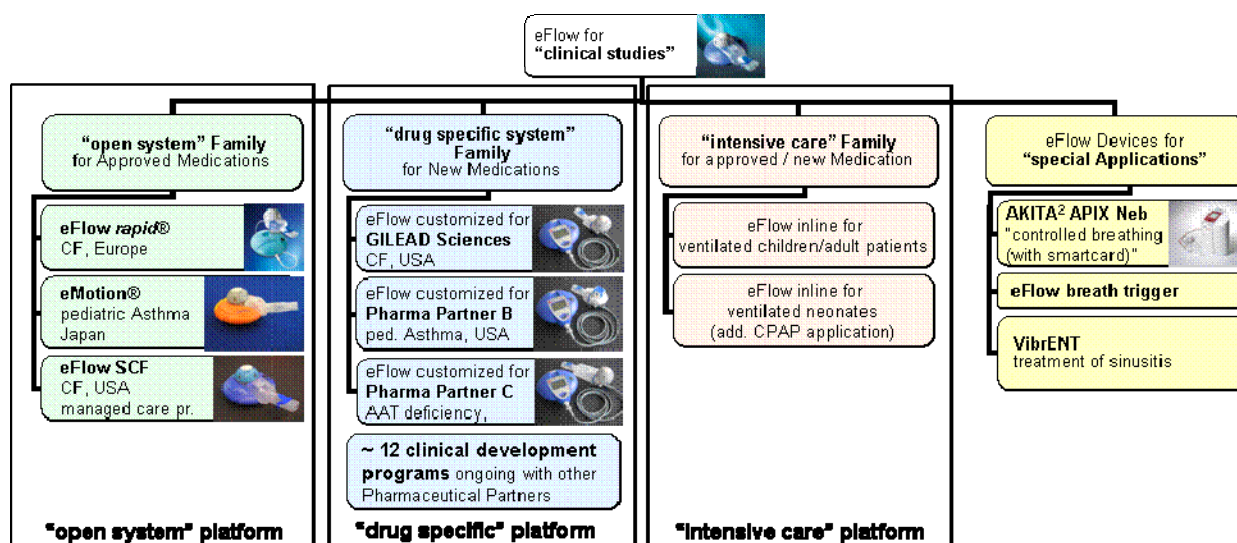 eFlow for
“clinical studies”
“open system” Family
for Approved Medications
eFlow rapid®
CF, Europe
eMotion®
pediatric Asthma
Japan
eFlow SCF
CF, USA
managed care pr.
“open system” platform
“drug specific system”
Family
for New Medications
eFlow customized for
GILEAD Sciences
CF, USA
eFlow customized for
Pharma Partner B
ped. Asthma, USA
eFlow customized for
Pharma Partner C
AAT deficiency,
~ 12 clinical development
programs ongoing with other
Pharmaceutical Partners
“drug specific” platform
“intensive care” Family
for approved / new Medication
eFlow inline for
ventilated children/adult patients
eFlow inline for
ventilated neonates
(add. CPAP application)
“intensive care” platform
eFlow Devices for
“special Applications”
AKITA² APIX Neb
“controlled breathing
(with smartcard)”
eFlow breath trigger
VibrENT
treatment of sinusitis